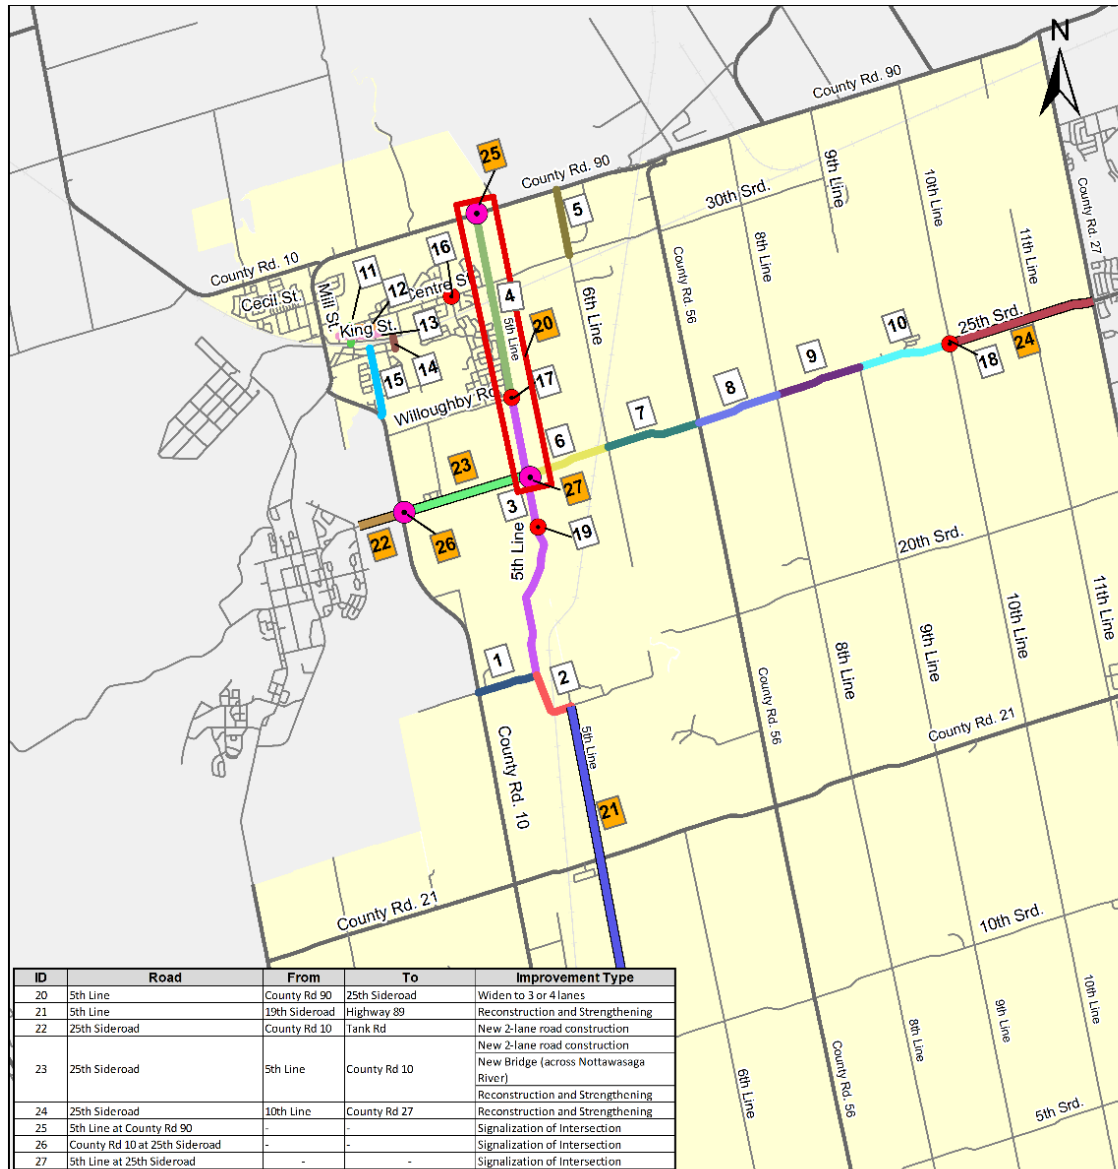 N
County Rd. 90
25
County Rd. 90
9th Line
30th Srd.
10th Line
County Rd. 27
5
11th Line
8th Line
16
County Rd. 10
11
12
Centre S
Cecil St.
Mill St.
4
County Rd. 56
6th Line
King St.
13
5th Line
20
10
25th Srd.
24
14
9
18
15
17
Willoughby Rd
8
7
6
23
27
3
22
26
5th Line
19
20th Srd.
11th Line
10th Line
9th Line
8th Line
1
2
County Rd. 56
County Rd. 21
County Rd. 10
5th Line
21
County Rd. 21
10th Srd.
10th Line
9th Line
8th Line
County Rd. 56
6th Line
5th Srd.
ID Road From To Improvement Type
20 5th Line County Rd 90 25th Sideroad Widen to 3 or 4 lanes
21 5th Line 19th Sideroad Highway 89 Reconstruction and Strengthening
22 25th Sideroad County Rd 10 Tank Rd New 2-lane road construction
23 25th Sideroad 5th Line County Rd 10 New 2-lane road construction
New Bridge (across Nottawasaga
River)
Reconstruction and Strengthening
24 25th Sideroad 10th Line County Rd 27 Reconstruction and Strengthening
25 5th Line at County Rd 90 - - Signalization of Intersection
26 County Rd 10 at 25th Sideroad - - Signalization of Intersection
27 5th Line at 25th Sideroad - - Signalization of Intersection